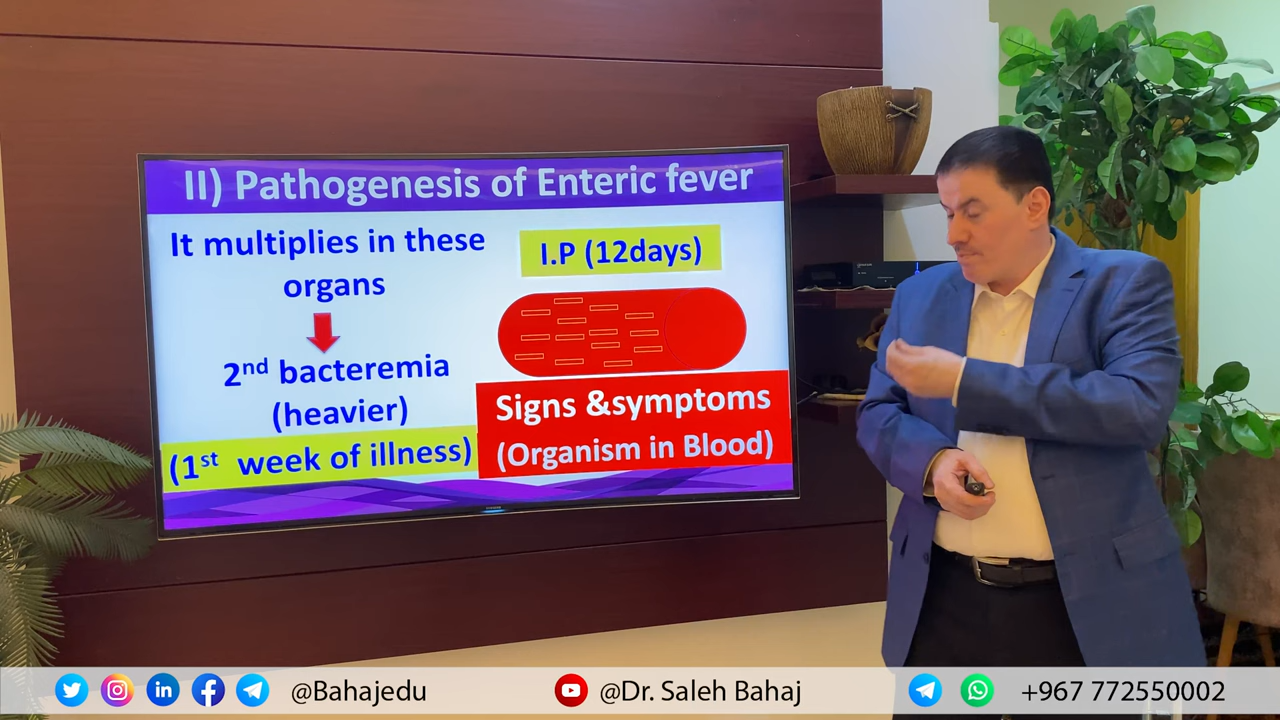 II) Pathogenesis of Enteric fever
It multiplies in these
organs
2nd bacteremia
(heavier)
(1st week of illness)
I.P (12days)
Signs &symptoms
(Organism in Blood)
@Bahajedu
@Dr. Saleh Bahaj
+967 772550002